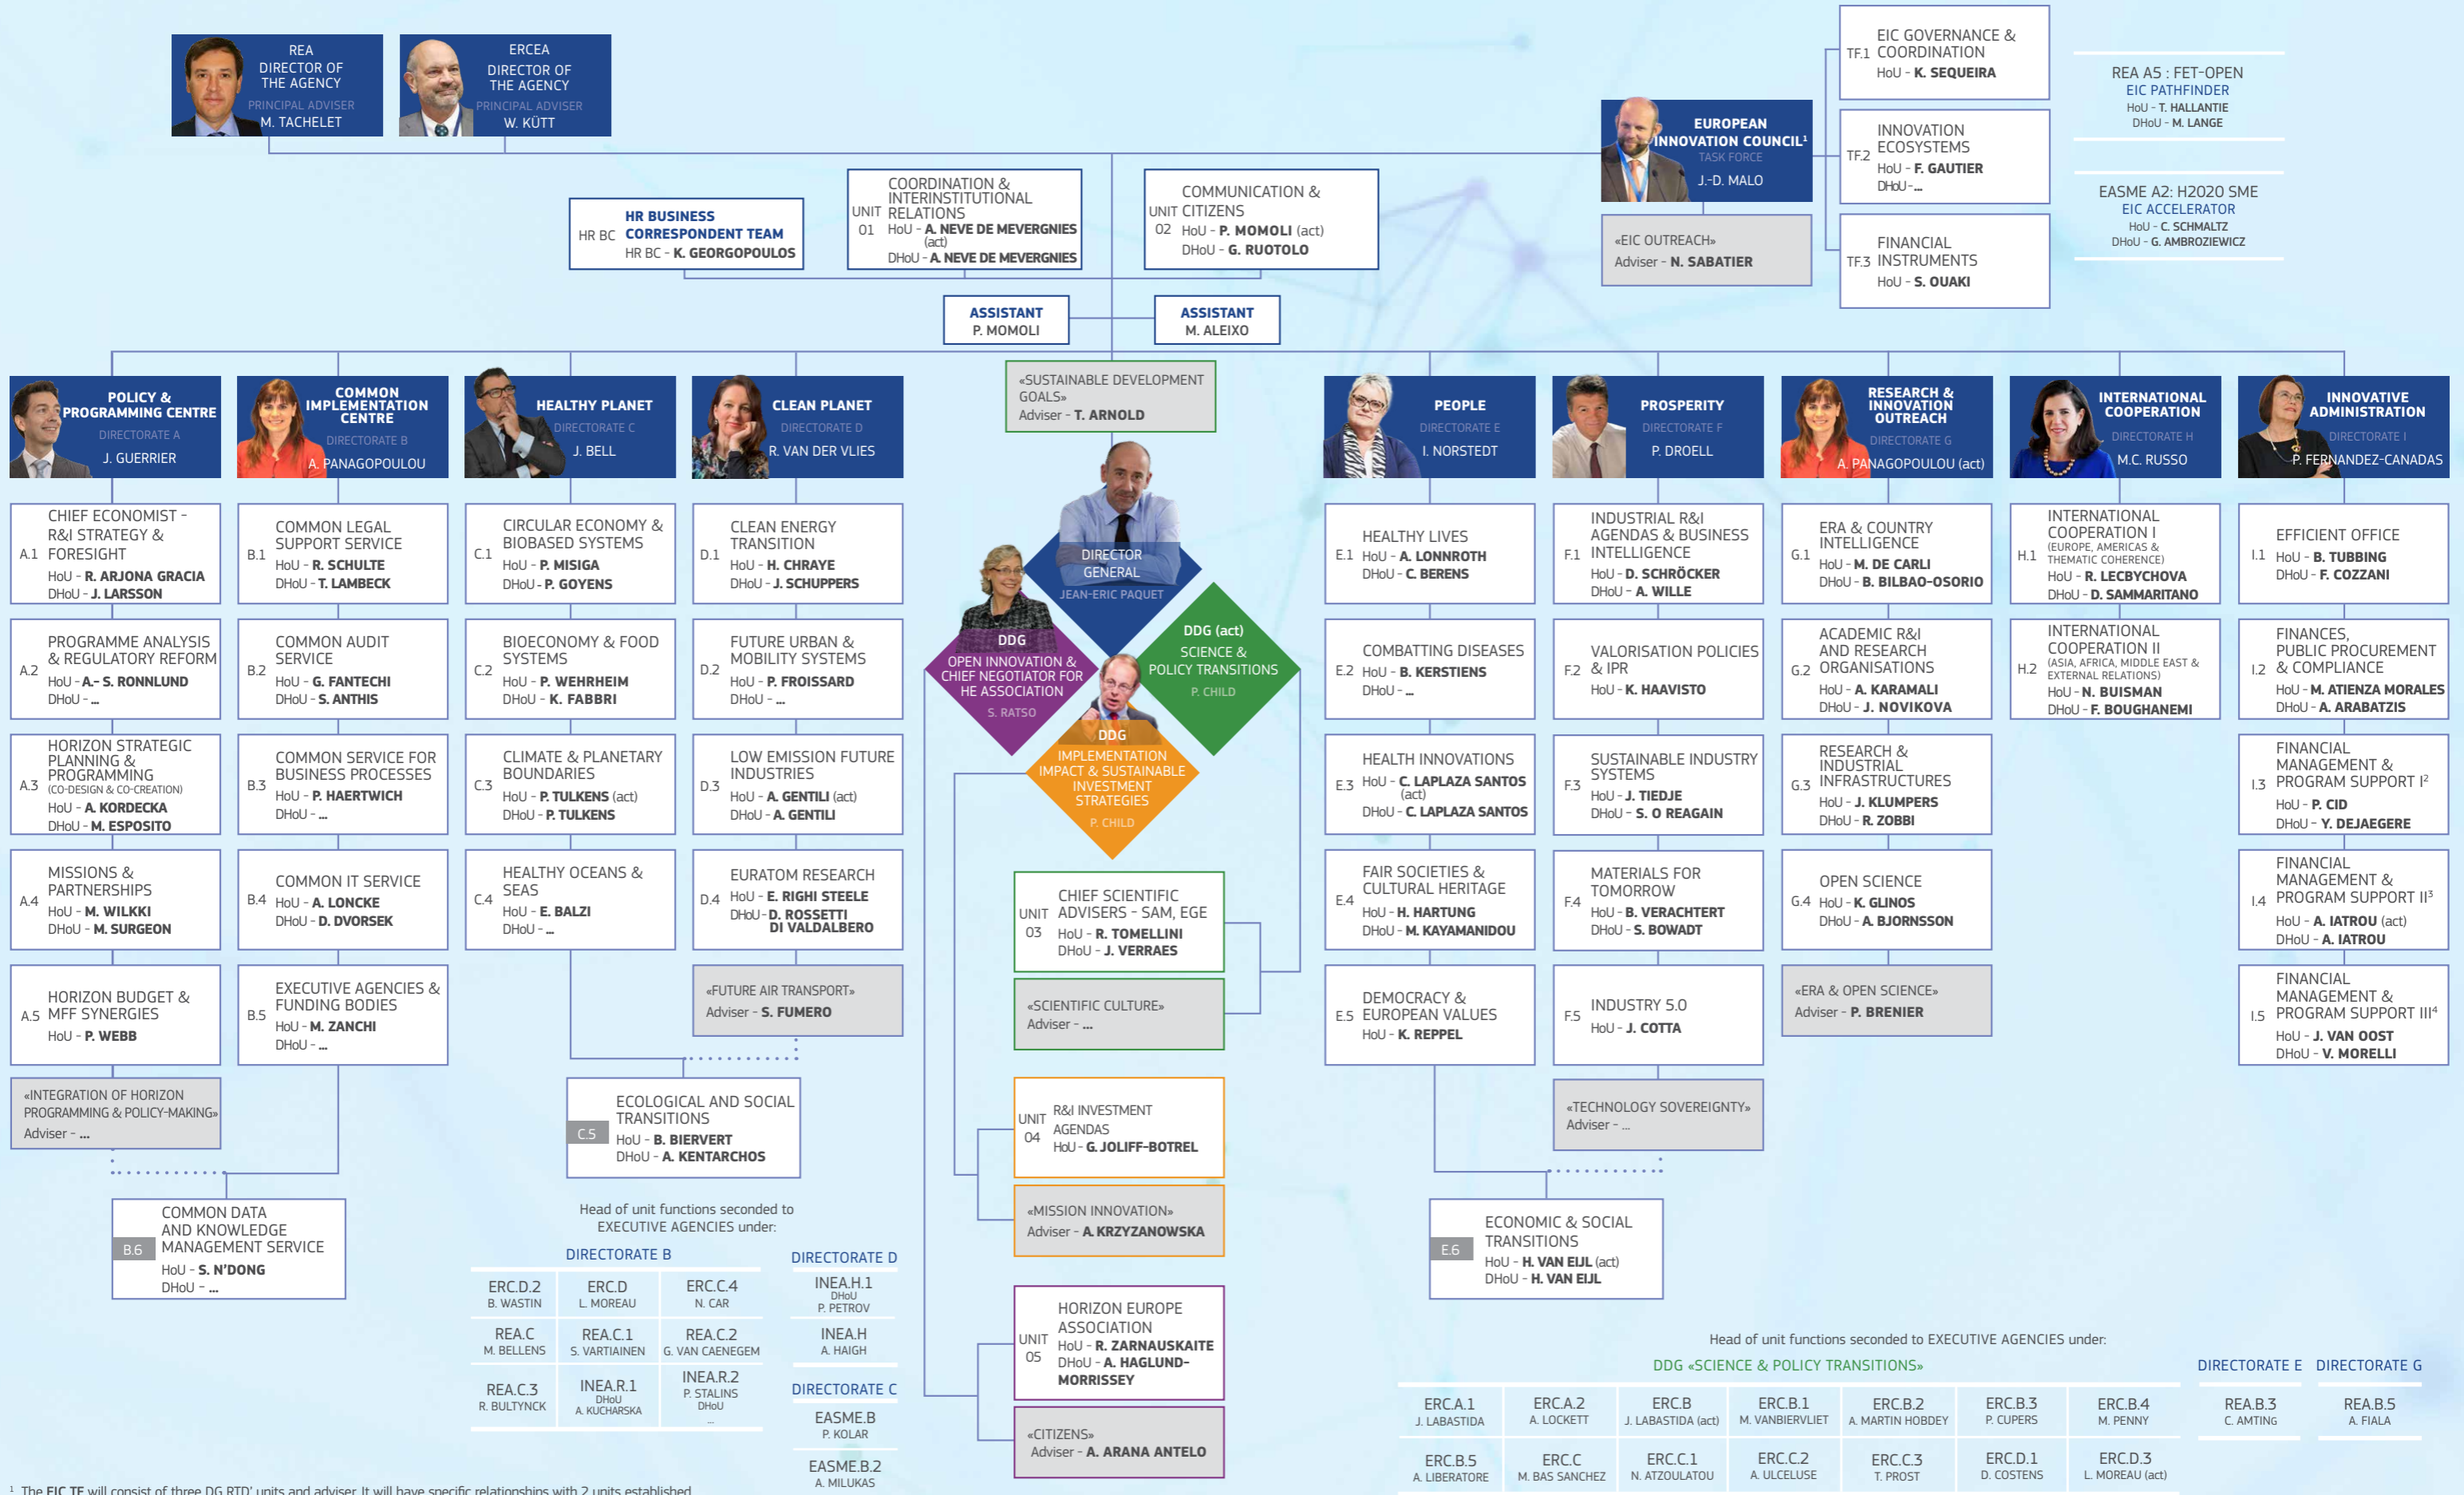 REA
DIRECTOR OF
THE AGENCY
PRINCIPAL ADVISER
M. TACHELET
ERCEA
DIRECTOR OF
THE AGENCY
PRINCIPAL ADVISER
W. KÜTT
EUROPEAN
INNOVATION COUNCIL¹
TASK FORCE
J.-D. MALO
«EIC OUTREACH»
Adviser - N. SABATIER
TF.1
EIC GOVERNANCE &
COORDINATION
HoU - K. SEQUEIRA
TF.2
INNOVATION
ECOSYSTEMS
HoU - F. GAUTIER
DHoU - ...
TF.3
FINANCIAL
INSTRUMENTS
HoU - S. OUAKI
REA A5 : FET-OPEN
EIC PATHFINDER
HoU - T. HALLANTIE
DHoU - M. LANGE
EASME A2: H2020 SME
EIC ACCELERATOR
HoU - C. SCHMALTZ
DHoU - G. AMBROZIEWICZ
HR BC
HR BUSINESS
CORRESPONDENT TEAM
HR BC - K. GEORGOPOULOS
UNIT
01
COORDINATION &
INTERINSTITUTIONAL
RELATIONS
HoU - A. NEVE DE MEVERGNIES
(act)
DHoU - A. NEVE DE MEVERGNIES
UNIT
02
COMMUNICATION &
CITIZENS
HoU - P. MOMOLI (act)
DHoU - G. RUOTOLO
ASSISTANT
P. MOMOLI
ASSISTANT
M. ALEIXO
POLICY &
PROGRAMMING CENTRE
DIRECTORATE A
J. GUERRIER
COMMON
IMPLEMENTATION
CENTRE
DIRECTORATE B
A. PANAGOPOULOU
HEALTHY PLANET
DIRECTORATE C
J. BELL
CLEAN PLANET
DIRECTORATE D
R. VAN DER VLIES
«SUSTAINABLE DEVELOPMENT
GOALS»
Adviser - T. ARNOLD
PEOPLE
DIRECTORATE E
I. NORSTEDT
PROSPERITY
DIRECTORATE F
P. DROELL
RESEARCH &
INNOVATION
OUTREACH
DIRECTORATE G
A. PANAGOPOULOU (act)
INTERNATIONAL
COOPERATION
DIRECTORATE H
M.C. RUSSO
INNOVATIVE
ADMINISTRATION
DIRECTORATE I
P. FERNANDEZ-CANADAS
A.1
CHIEF ECONOMIST -
R&I STRATEGY &
FORESIGHT
HoU - R. ARJONA GRACIA
DHoU - J. LARSSON
A.2
PROGRAMME ANALYSIS
& REGULATORY REFORM
HoU - A.- S. RONNLUND
DHoU - ...
A.3
HORIZON STRATEGIC
PLANNING &
PROGRAMMING
(CO-DESIGN & CO-CREATION)
HoU - A. KORDECKA
DHoU - M. ESPOSITO
A.4
MISSIONS &
PARTNERSHIPS
HoU - M. WILKKI
DHoU - M. SURGEON
A.5
HORIZON BUDGET &
MFF SYNERGIES
HoU - P. WEBB
«INTEGRATION OF HORIZON
PROGRAMMING & POLICY-MAKING»
Adviser - ...
B.1
COMMON LEGAL
SUPPORT SERVICE
HoU - R. SCHULTE
DHoU - T. LAMBECK
B.2
COMMON AUDIT
SERVICE
HoU - G. FANTECHI
DHoU - S. ANTHIS
B.3
COMMON SERVICE FOR
BUSINESS PROCESSES
HoU - P. HAERTWICH
DHoU - ...
B.4
COMMON IT SERVICE
HoU - A. LONCKE
DHoU - D. DVORSEK
B.5
EXECUTIVE AGENCIES &
FUNDING BODIES
HoU - M. ZANCHI
DHoU - ...
B.6
COMMON DATA
AND KNOWLEDGE
MANAGEMENT SERVICE
HoU - S. N'DONG
DHoU - ...
C.1
CIRCULAR ECONOMY &
BIOBASED SYSTEMS
HoU - P. MISIGA
DHoU - P. GOYENS
C.2
BIOECONOMY & FOOD
SYSTEMS
HoU - P. WEHRHEIM
DHoU - K. FABBRI
C.3
CLIMATE & PLANETARY
BOUNDARIES
HoU - P. TULKENS (act)
DHoU - P. TULKENS
C.4
HEALTHY OCEANS &
SEAS
HoU - E. BALZI
DHoU - ...
C.5
ECOLOGICAL AND SOCIAL
TRANSITIONS
HoU - B. BIERVERT
DHoU - A. KENTARCHOS
D.1
CLEAN ENERGY
TRANSITION
HoU - H. CHRAYE
DHoU - J. SCHUPPERS
D.2
FUTURE URBAN &
MOBILITY SYSTEMS
HoU - P. FROISSARD
DHoU - ...
D.3
LOW EMISSION FUTURE
INDUSTRIES
HoU - A. GENTILI (act)
DHoU - A. GENTILI
D.4
EURATOM RESEARCH
HoU - E. RIGHI STEELE
DHoU - D. ROSSETTI
DI VALDALBERO
«FUTURE AIR TRANSPORT»
Adviser - S. FUMERO
DIRECTOR
GENERAL
JEAN-ERIC PAQUET
DDG
OPEN INNOVATION &
CHIEF NEGOTIATOR FOR
HE ASSOCIATION
S. RATSO
DDG (act)
SCIENCE &
POLICY TRANSITIONS
P. CHILD
DDG
IMPLEMENTATION
IMPACT & SUSTAINABLE
INVESTMENT
STRATEGIES
P. CHILD
UNIT
03
CHIEF SCIENTIFIC
ADVISERS - SAM, EGE
HoU - R. TOMELLINI
DHoU - J. VERRAES
«SCIENTIFIC CULTURE»
Adviser - ...
UNIT
04
R&I INVESTMENT
AGENDAS
HoU - G. JOLIFF-BOTREL
«MISSION INNOVATION»
Adviser - A. KRZYZANOWSKA
UNIT
05
HORIZON EUROPE
ASSOCIATION
HoU - R. ZARNAUSKAITE
DHoU - A. HAGLUND-
MORRISSEY
«CITIZENS»
Adviser - A. ARANA ANTELO
E.1
HEALTHY LIVES
HoU - A. LONNROTH
DHoU - C. BERENS
E.2
COMBATTING DISEASES
HoU - B. KERSTIENS
DHoU - ...
E.3
HEALTH INNOVATIONS
HoU - C. LAPLAZA SANTOS
(act)
DHoU - C. LAPLAZA SANTOS
E.4
FAIR SOCIETIES &
CULTURAL HERITAGE
HoU - H. HARTUNG
DHoU - M. KAYAMANIDOU
E.5
DEMOCRACY &
EUROPEAN VALUES
HoU - K. REPPEL
E.6
ECONOMIC & SOCIAL
TRANSITIONS
HoU - H. VAN EIJL (act)
DHoU - H. VAN EIJL
F.1
INDUSTRIAL R&I
AGENDAS & BUSINESS
INTELLIGENCE
HoU - D. SCHRÖCKER
DHoU - A. WILLE
F.2
VALORISATION POLICIES
& IPR
HoU - K. HAAVISTO
F.3
SUSTAINABLE INDUSTRY
SYSTEMS
HoU - J. TIEDJE
DHoU - S. O REAGAIN
F.4
MATERIALS FOR
TOMORROW
HoU - B. VERACHTERT
DHoU - S. BOWADT
F.5
INDUSTRY 5.0
HoU - J. COTTA
«TECHNOLOGY SOVEREIGNTY»
Adviser - ...
G.1
ERA & COUNTRY
INTELLIGENCE
HoU - M. DE CARLI
DHoU - B. BILBAO-OSORIO
G.2
ACADEMIC R&I
AND RESEARCH
ORGANISATIONS
HoU - A. KARAMALI
DHoU - J. NOVIKOVA
G.3
RESEARCH &
INDUSTRIAL
INFRASTRUCTURES
HoU - J. KLUMPERS
DHoU - R. ZOBBI
G.4
OPEN SCIENCE
HoU - K. GLINOS
DHoU - A. BJORNSSON
«ERA & OPEN SCIENCE»
Adviser - P. BRENIER
H.1
INTERNATIONAL
COOPERATION I
(EUROPE, AMERICAS &
THEMATIC COHERENCE)
HoU - R. LECBYCHOVA
DHoU - D. SAMMARITANO
H.2
INTERNATIONAL
COOPERATION II
(ASIA, AFRICA, MIDDLE EAST &
EXTERNAL RELATIONS)
HoU - N. BUISMAN
DHoU - F. BOUGHANEMI
I.1
EFFICIENT OFFICE
HoU - B. TUBBING
DHoU - F. COZZANI
I.2
FINANCES,
PUBLIC PROCUREMENT
& COMPLIANCE
HoU - M. ATIENZA MORALES
DHoU - A. ARABATZIS
I.3
FINANCIAL
MANAGEMENT &
PROGRAM SUPPORT I²
HoU - P. CID
DHoU - Y. DEJAEGERE
I.4
FINANCIAL
MANAGEMENT &
PROGRAM SUPPORT II³
HoU - A. IATROU (act)
DHoU - A. IATROU
I.5
FINANCIAL
MANAGEMENT &
PROGRAM SUPPORT III⁴
HoU - J. VAN OOST
DHoU - V. MORELLI
Head of unit functions seconded to
EXECUTIVE AGENCIES under:
DIRECTORATE B
ERC.D.2
B. WASTIN
ERC.D
L. MOREAU
ERC.C.4
N. CAR
REA.C
M. BELLENS
REA.C.1
S. VARTIAINEN
REA.C.2
G. VAN CAENEGEM
REA.C.3
R. BULTYNCK
INEA.R.1
DHoU
A. KUCHARSKA
INEA.R.2
P. STALINS
DHoU
...
DIRECTORATE D
INEA.H.1
DHoU
P. PETROV
INEA.H
A. HAIGH
DIRECTORATE C
EASME.B
P. KOLAR
EASME.B.2
A. MILUKAS
Head of unit functions seconded to EXECUTIVE AGENCIES under:
DDG «SCIENCE & POLICY TRANSITIONS»
ERC.A.1
J. LABASTIDA
ERC.A.2
A. LOCKETT
ERC.B
J. LABASTIDA (act)
ERC.B.1
M. VANBIERVLIET
ERC.B.2
A. MARTIN HOBDEY
ERC.B.3
P. CUPERS
ERC.B.4
M. PENNY
ERC.B.5
A. LIBERATORE
ERC.C
M. BAS SANCHEZ
ERC.C.1
N. ATZOULATOU
ERC.C.2
A. ULCELUSE
ERC.C.3
T. PROST
ERC.D.1
D. COSTENS
ERC.D.3
L. MOREAU (act)
DIRECTORATE E
REA.B.3
C. AMTING
DIRECTORATE G
REA.B.5
A. FIALA
¹ The EIC TF will consist of three DG RTD' units and adviser. It will have specific relationships with 2 units established